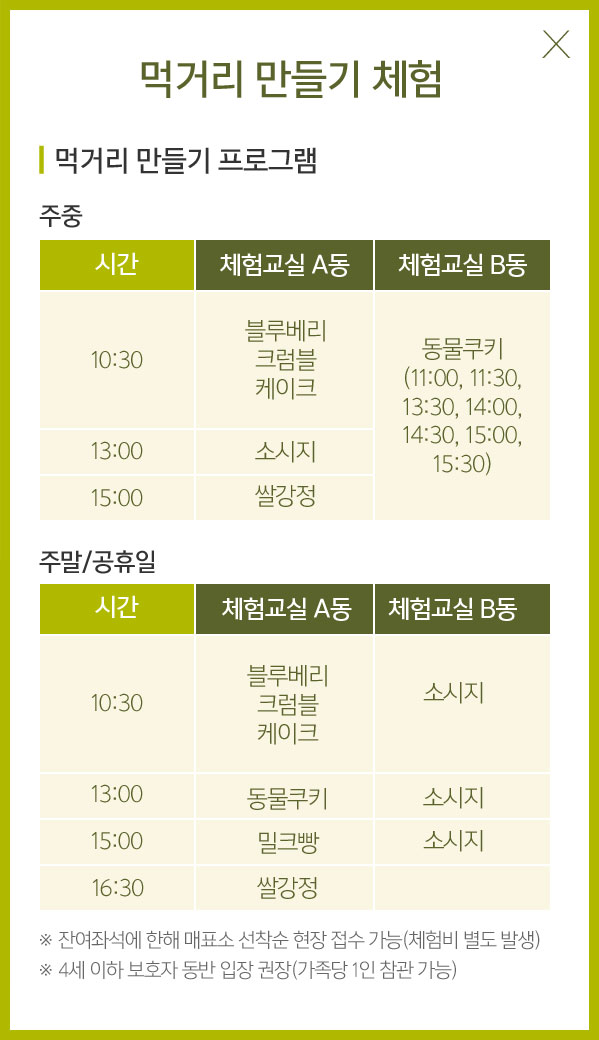 먹거리 만들기 체험
먹거리 만들기 프로그램
주중
시간 체험교실 A동 체험교실 B동
10:30
블루베리
크럼블
케이크
동물쿠키
(11:00, 11:30,
13:30, 14:00,
14:30, 15:00,
15:30)
13:00 소시지
15:00 쌀강정
주말/공휴일
시간 체험교실 A동 체험교실 B동
10:30
블루베리
크럼블
케이크
소시지
13:00 동물쿠키 소시지
15:00 밀크빵 소시지
16:30 쌀강정
※ 잔여좌석에 한해 매표소 선착순 현장 접수 가능(체험비 별도 발생)
※ 4세 이하 보호자 동반 입장 권장(가족당 1인 참관 가능)